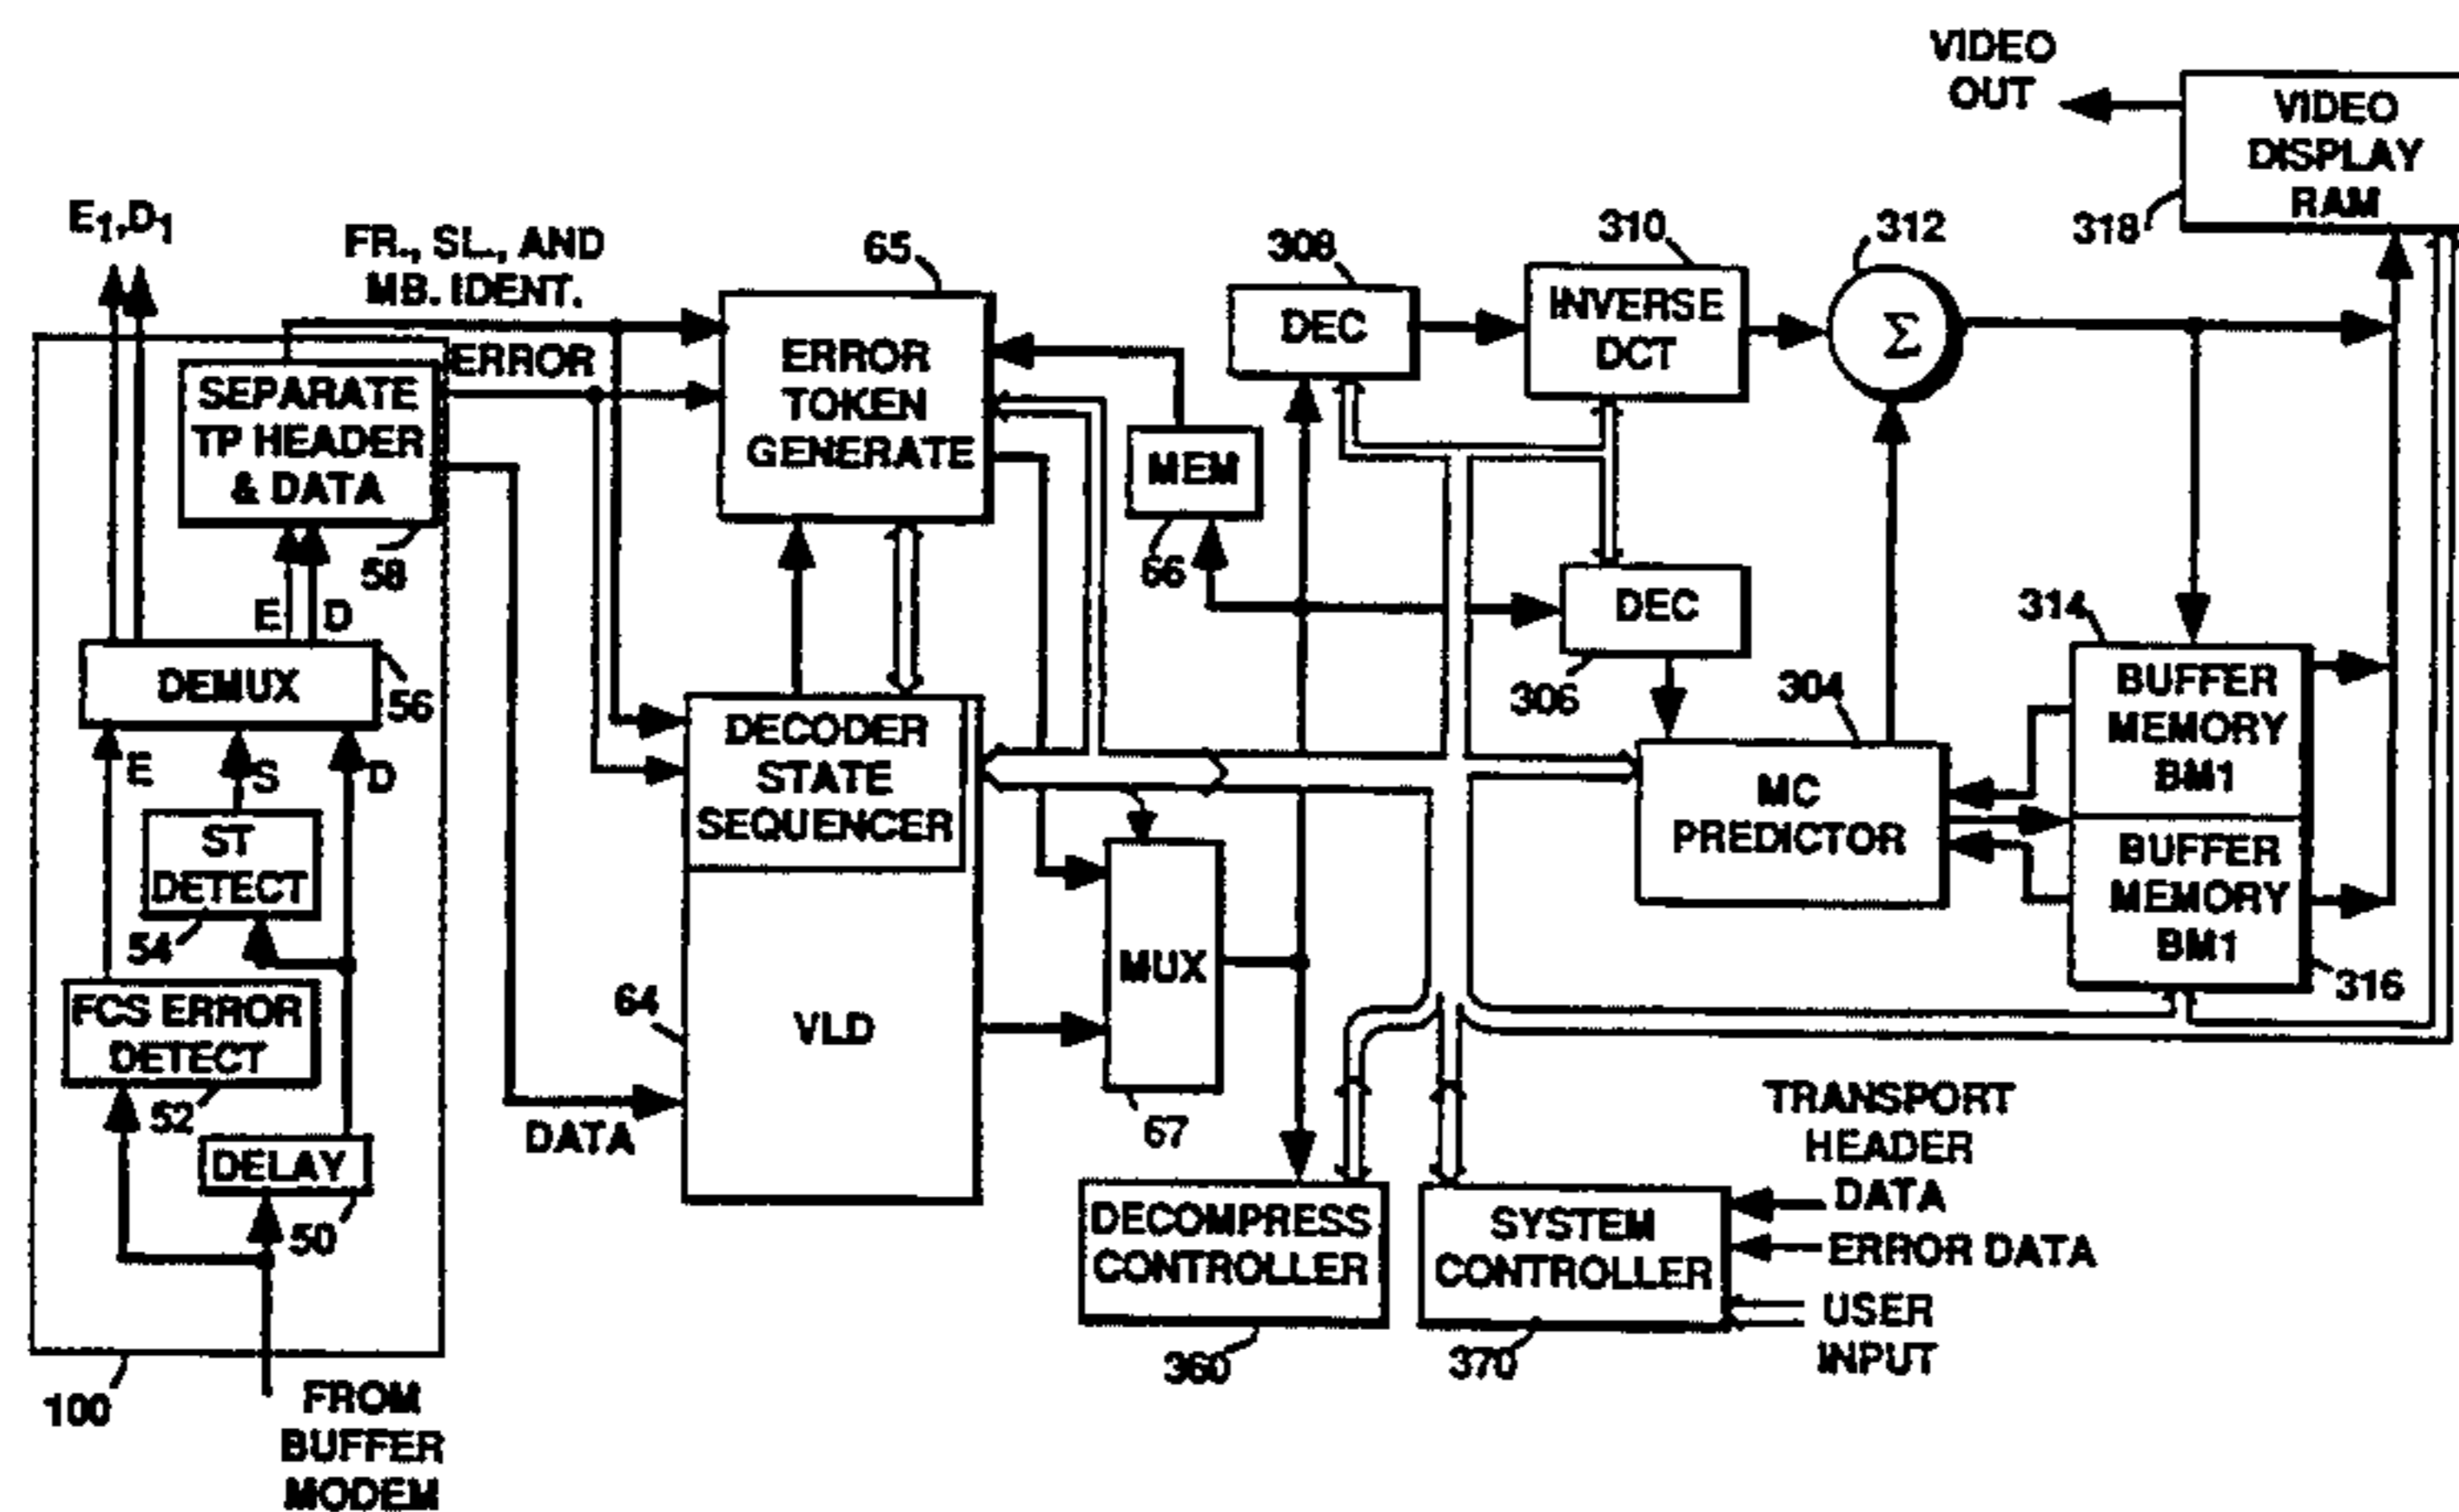 VIDEO
OUT
VIDEO
DISPLAY
RAM
318
E1,D1
FR., SL., AND
MB. IDENT.
ERROR
65
ERROR
TOKEN
GENERATE
308
DEC
310
INVERSE
DCT
312
Σ
SEPARATE
TP HEADER
& DATA
58
MEM
66
E D
DEMUX
56
E S D
DEC
306
304
MC
PREDICTOR
314
BUFFER
MEMORY
BM1
BUFFER
MEMORY
BM1
316
DECODER
STATE
SEQUENCER
64
VLD
MUX
67
ST
DETECT
54
FCS ERROR
DETECT
52
DELAY
50
DATA
DECOMPRESS
CONTROLLER
360
SYSTEM
CONTROLLER
370
TRANSPORT
HEADER
DATA
ERROR DATA
USER
INPUT
100
FROM
BUFFER
MODEM